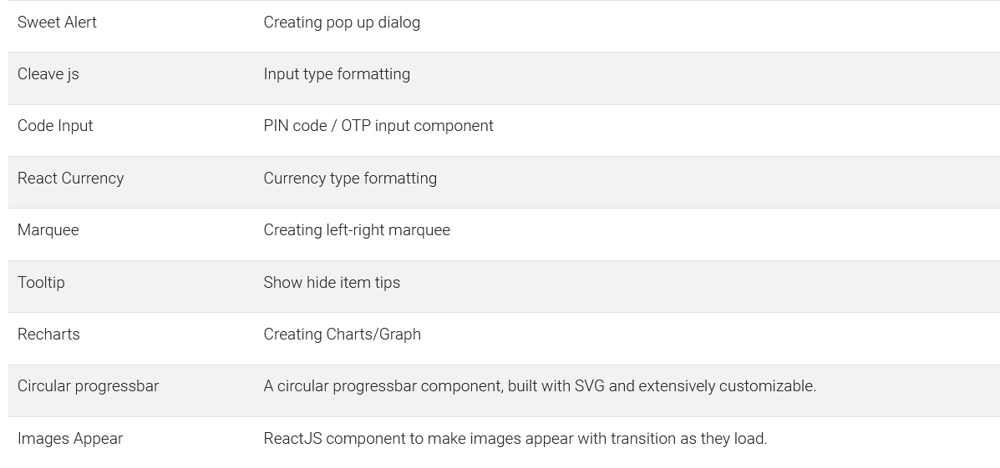 Sweet Alert Creating pop up dialog
Cleave js Input type formatting
Code Input PIN code / OTP input component
React Currency Currency type formatting
Marquee Creating left-right marquee
Tooltip Show hide item tips
Recharts Creating Charts/Graph
Circular progressbar A circular progressbar component, built with SVG and extensively customizable.
Images Appear ReactJS component to make images appear with transition as they load.